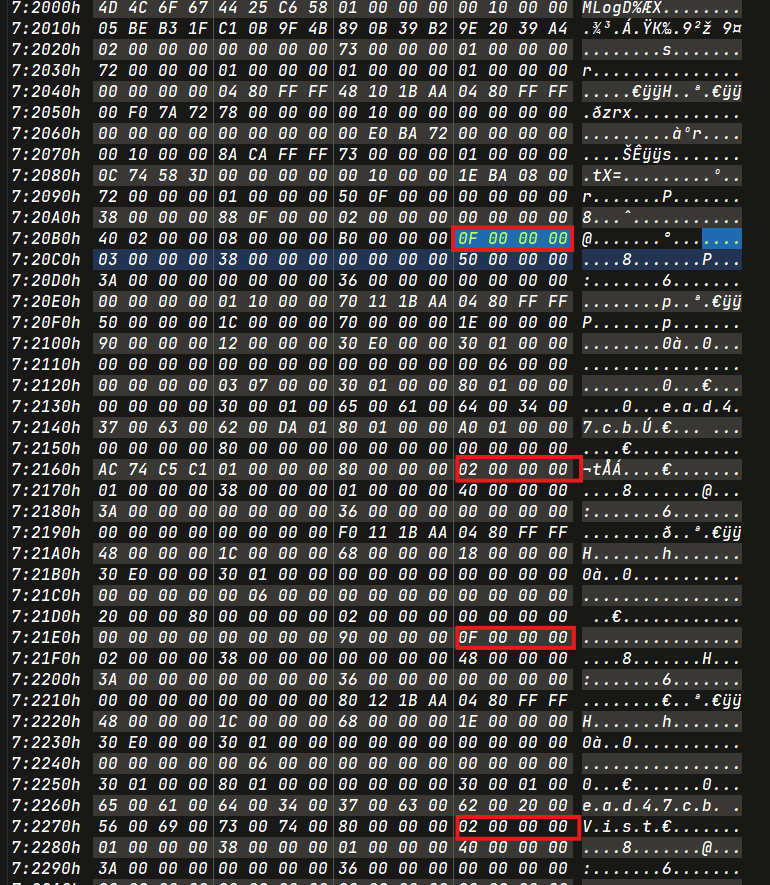 7:2000h 4D 4C 6F 67 44 25 C6 58 01 00 00 00 00 10 00 00 MLogD%ÆX........
7:2010h 05 BE B3 1F C1 0B 9F 4B 89 0B 39 B2 9E 20 39 A4 .¾³.Á.ŸK‰.9²ž 9¤
7:2020h 02 00 00 00 00 00 00 00 73 00 00 00 01 00 00 00 ........s.......
7:2030h 72 00 00 00 01 00 00 00 01 00 00 00 01 00 00 00 r...............
7:2040h 00 00 00 00 04 80 FF FF 48 10 1B AA 04 80 FF FF .....€ÿÿH..ª.€ÿÿ
7:2050h 00 F0 7A 72 78 00 00 00 00 10 00 00 00 00 00 00 .ðzrx...........
7:2060h 00 00 00 00 00 00 00 00 00 E0 BA 72 00 00 00 00 .........àºr....
7:2070h 00 10 00 00 8A CA FF FF 73 00 00 00 01 00 00 00 ....ŠÊÿÿs.......
7:2080h 0C 74 58 3D 00 00 00 00 00 10 00 00 1E BA 08 00 .tX=.........º..
7:2090h 72 00 00 00 01 00 00 00 50 0F 00 00 00 00 00 00 r.......P.......
7:20A0h 38 00 00 00 88 0F 00 00 02 00 00 00 00 00 00 00 8...ˆ...........
7:20B0h 40 02 00 00 08 00 00 00 B0 00 00 00 0F 00 00 00 @.......°.......
7:20C0h 03 00 00 00 38 00 00 00 00 00 00 00 50 00 00 00 ....8.......P...
7:20D0h 3A 00 00 00 00 00 00 00 36 00 00 00 00 00 00 00 :.......6.......
7:20E0h 00 00 00 00 01 10 00 00 70 11 1B AA 04 80 FF FF ........p..ª.€ÿÿ
7:20F0h 50 00 00 00 1C 00 00 00 70 00 00 00 1E 00 00 00 P.......p.......
7:2100h 90 00 00 00 12 00 00 00 30 E0 00 00 30 01 00 00 ........0à..0...
7:2110h 00 00 00 00 00 00 00 00 00 00 00 00 00 06 00 00 ................
7:2120h 00 00 00 00 03 07 00 00 30 01 00 00 80 01 00 00 ........0...€...
7:2130h 00 00 00 00 30 00 01 00 65 00 61 00 64 00 34 00 ....0...e.a.d.4.
7:2140h 37 00 63 00 62 00 DA 01 80 01 00 00 A0 01 00 00 7.c.b.Ú.€... ...
7:2150h 00 00 00 00 80 00 00 00 00 00 00 00 00 00 00 00 ....€...........
7:2160h AC 74 C5 C1 01 00 00 00 80 00 00 00 02 00 00 00 ¬tÅÁ....€.......
7:2170h 01 00 00 00 38 00 00 00 01 00 00 00 40 00 00 00 ....8.......@...
7:2180h 3A 00 00 00 00 00 00 00 36 00 00 00 00 00 00 00 :.......6.......
7:2190h 00 00 00 00 00 00 00 00 F0 11 1B AA 04 80 FF FF ........ð..ª.€ÿÿ
7:21A0h 48 00 00 00 1C 00 00 00 68 00 00 00 18 00 00 00 H.......h.......
7:21B0h 30 E0 00 00 30 01 00 00 00 00 00 00 00 00 00 00 0à..0...........
7:21C0h 00 00 00 00 00 06 00 00 00 00 00 00 00 00 00 00 ................
7:21D0h 20 00 00 80 00 00 00 00 02 00 00 00 00 00 00 00  ..€............
7:21E0h 00 00 00 00 00 00 00 00 90 00 00 00 0F 00 00 00 ................
7:21F0h 02 00 00 00 38 00 00 00 00 00 00 00 48 00 00 00 ....8.......H...
7:2200h 3A 00 00 00 00 00 00 00 36 00 00 00 00 00 00 00 :.......6.......
7:2210h 00 00 00 00 00 00 00 00 80 12 1B AA 04 80 FF FF ........€..ª.€ÿÿ
7:2220h 48 00 00 00 1C 00 00 00 68 00 00 00 1E 00 00 00 H.......h.......
7:2230h 30 E0 00 00 30 01 00 00 00 00 00 00 00 00 00 00 0à..0...........
7:2240h 00 00 00 00 00 06 00 00 00 00 00 00 00 00 00 00 ................
7:2250h 30 01 00 00 80 01 00 00 00 00 00 00 30 00 01 00 0...€.......0...
7:2260h 65 00 61 00 64 00 34 00 37 00 63 00 62 00 20 00 e.a.d.4.7.c.b. .
7:2270h 56 00 69 00 73 00 74 00 80 00 00 00 02 00 00 00 V.i.s.t.€.......
7:2280h 01 00 00 00 38 00 00 00 01 00 00 00 40 00 00 00 ....8.......@...
7:2290h 3A 00 00 00 00 00 00 00 36 00 00 00 00 00 00 00 :.......6.......